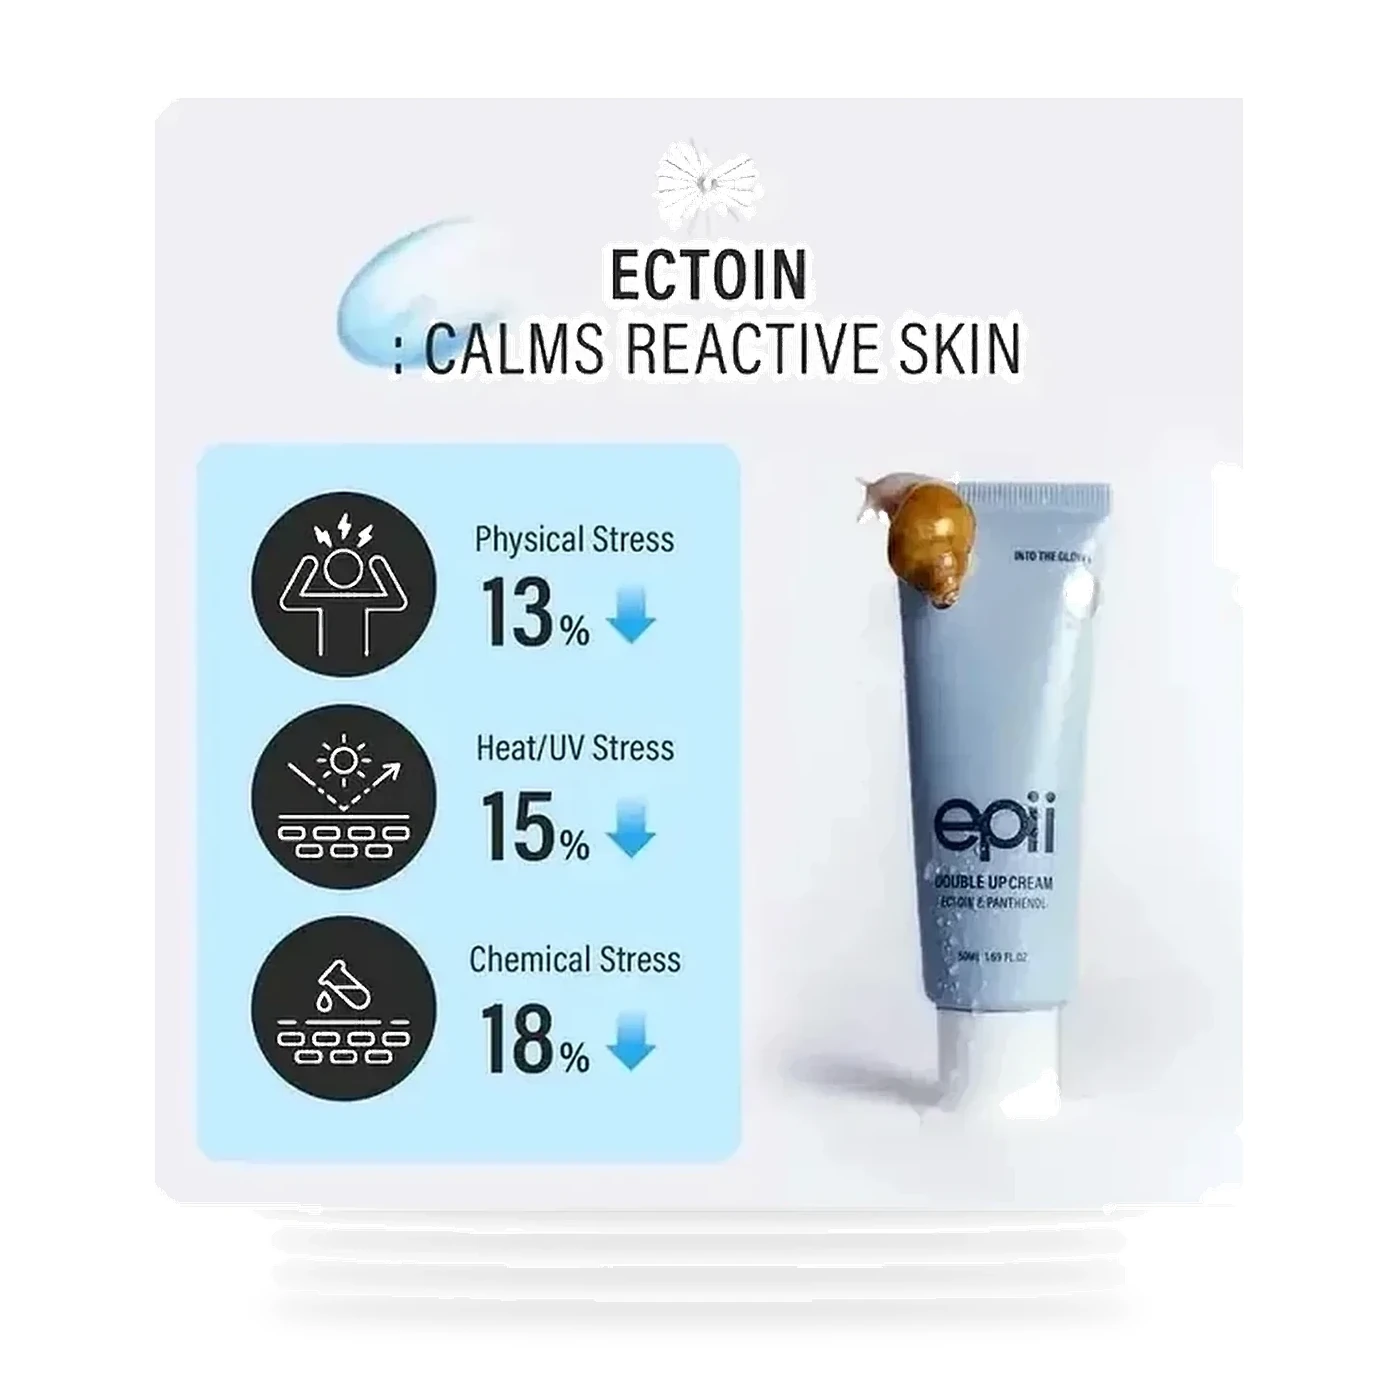 ECTOIN
: CALMS REACTIVE SKIN
Physical Stress
13%
Heat/UV Stress
15%
Chemical Stress
18%
INTO THE GLOW
epii
DOUBLE UP CREAM
ECTOIN & PANTHENOL
50ML 1.69 FL.OZ